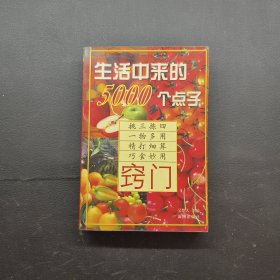 生活中来的
5000个点子
挑三拣四
一物多用
精打细算
巧食妙用
窍门